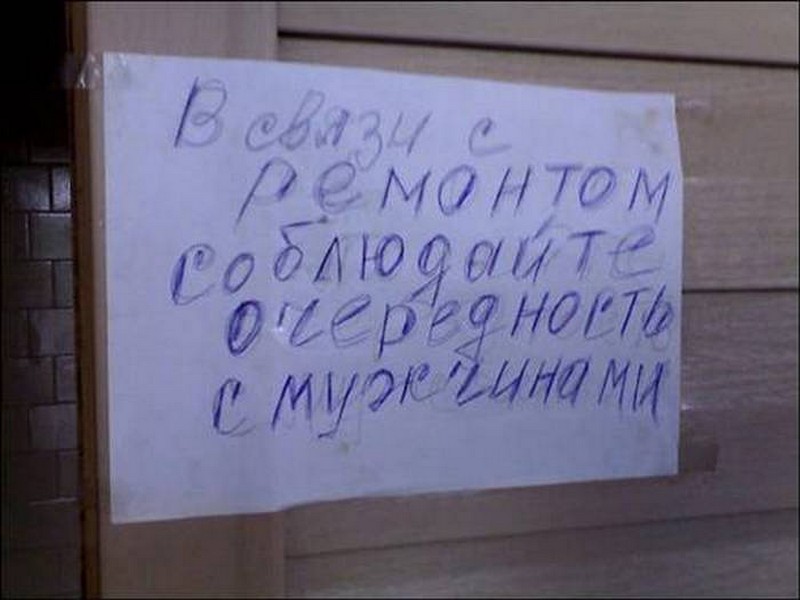 В связи с
ремонтом
соблюдайте
очередность
с мужчинами